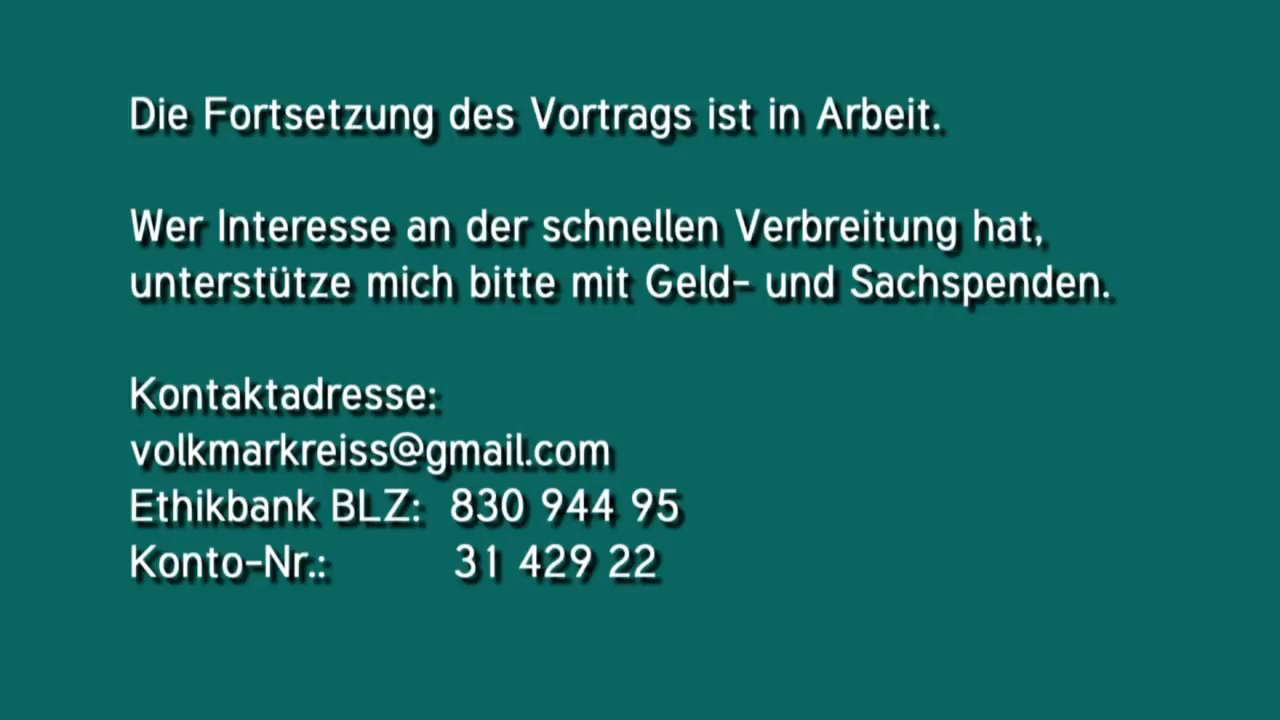 Die Fortsetzung des Vortrags ist in Arbeit.
Wer Interesse an der schnellen Verbreitung hat,
unterstütze mich bitte mit Geld- und Sachspenden.
Kontaktadresse:
volkmarkreiss@gmail.com
Ethikbank BLZ: 830 944 95
Konto-Nr.: 31 429 22